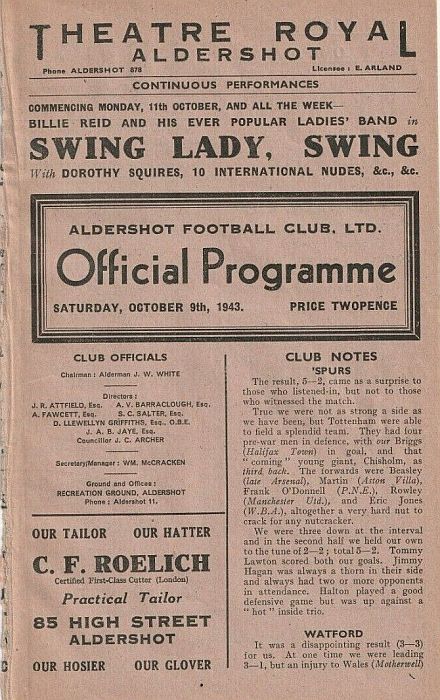 THEATRE ROYAL
ALDERSHOT
Phone ALDERSHOT 878 Licensee: E. ARLAND
CONTINUOUS PERFORMANCES
COMMENCING MONDAY, 11th OCTOBER, AND ALL THE WEEK—
BILLIE REID AND HIS EVER POPULAR LADIES' BAND in
SWING LADY, SWING
With DOROTHY SQUIRES, 10 INTERNATIONAL NUDES, &c., &c.
ALDERSHOT FOOTBALL CLUB, LTD.
Official Programme
SATURDAY, OCTOBER 9th, 1943. PRICE TWOPENCE
CLUB OFFICIALS
Chairman: Alderman J. W. WHITE
Directors:
J. R. ATTFIELD, Esq. A. V. BARRACLOUGH, Esq.
A. FAWCETT, Esq. S. C. SALTER, Esq.
D. LLEWELLYN GRIFFITHS, Esq., O.B.E.
J. A. B. JAYE, Esq.
Councillor J. C. ARCHER
Secretary/Manager: WM. McCRACKEN
Ground and Offices:
RECREATION GROUND, ALDERSHOT
Phone: Aldershot 11.
OUR TAILOR OUR HATTER
C. F. ROELICH
Certified First-Class Cutter (London)
Practical Tailor
85 HIGH STREET
ALDERSHOT
OUR HOSIER OUR GLOVER
CLUB NOTES
'SPURS
The result, 5—2, came as a surprise to
those who listened-in, but not to those
who witnessed the match.
True we were not as strong a side as
we have been, but Tottenham were able
to field a splendid team. They had four
pre-war men in defence, with our Briggs
(Halifax Town) in goal, and that
"coming" young giant, Chisholm, as
third back. The forwards were Beasley
(late Arsenal), Martin (Aston Villa),
Frank O'Donnell (P.N.E.), Rowley
(Manchester Utd.), and Eric Jones
(W.B.A.), altogether a very hard nut to
crack for any nutcracker.
We were three down at the interval
and in the second half we held our own
to the tune of 2—2; total 5—2. Tommy
Lawton scored both our goals. Jimmy
Hagan was always a thorn in their side
and always had two or more opponents
in attendance. Halton played a good
defensive game but was up against a
"hot" inside trio.
WATFORD
It was a disappointing result (3—3)
for us. At one time we were leading
3—1, but an injury to Wales (Motherwell)